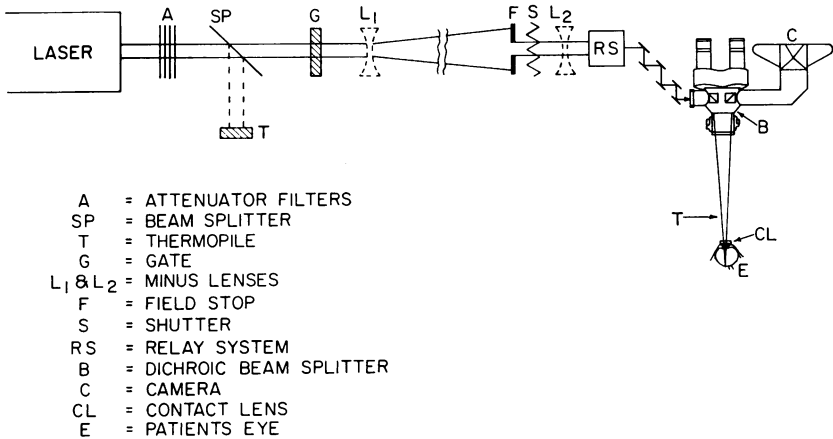 A SP G L₁ F S L₂ C
LASER
RS
T
B
T
CL
E
A = ATTENUATOR FILTERS
SP = BEAM SPLITTER
T = THERMOPILE
G = GATE
L₁ & L₂ = MINUS LENSES
F = FIELD STOP
S = SHUTTER
RS = RELAY SYSTEM
B = DICHROIC BEAM SPLITTER
C = CAMERA
CL = CONTACT LENS
E = PATIENTS EYE